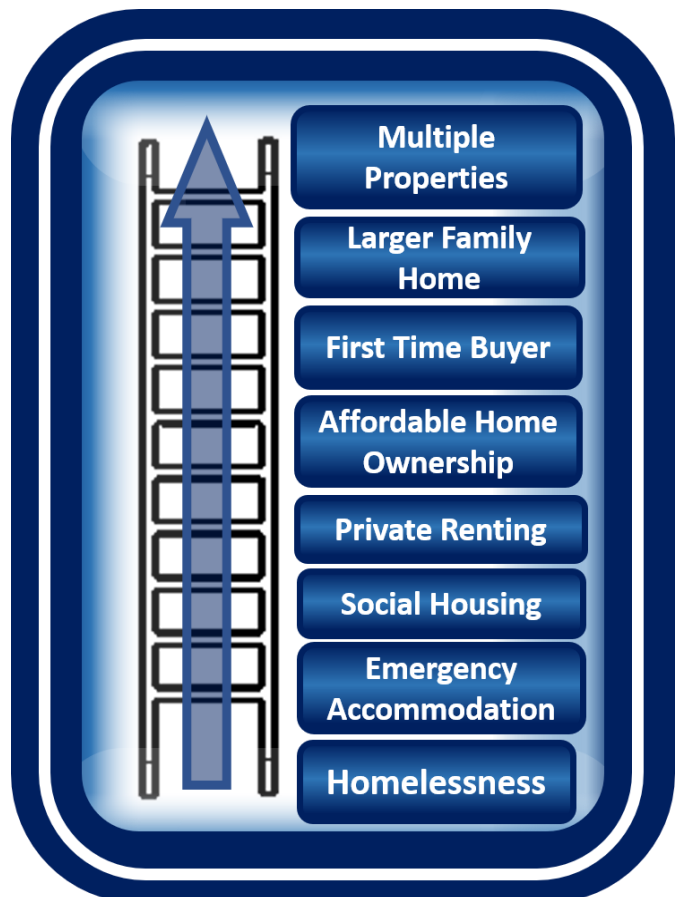 Multiple
Properties
Larger Family
Home
First Time Buyer
Affordable Home
Ownership
Private Renting
Social Housing
Emergency
Accommodation
Homelessness